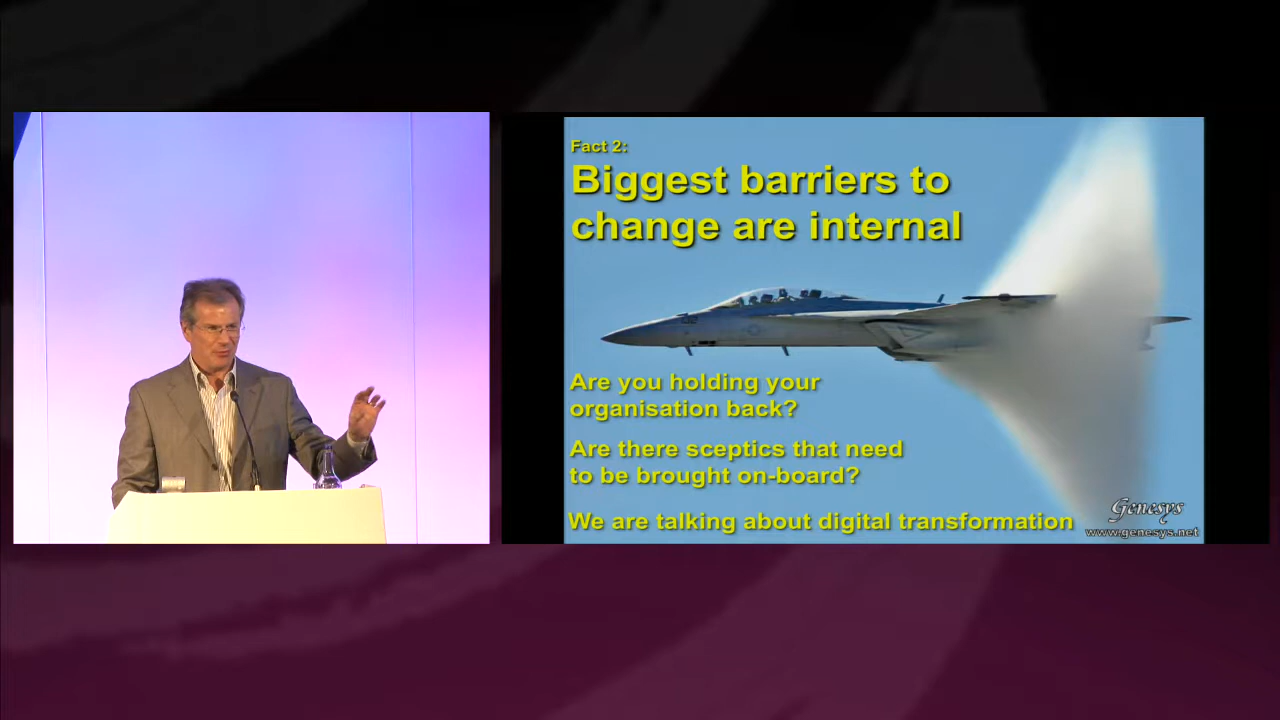 Fact 2:
Biggest barriers to
change are internal
Are you holding your
organisation back?
Are there sceptics that need
to be brought on-board?
We are talking about digital transformation
Genesys
www.genesys.net